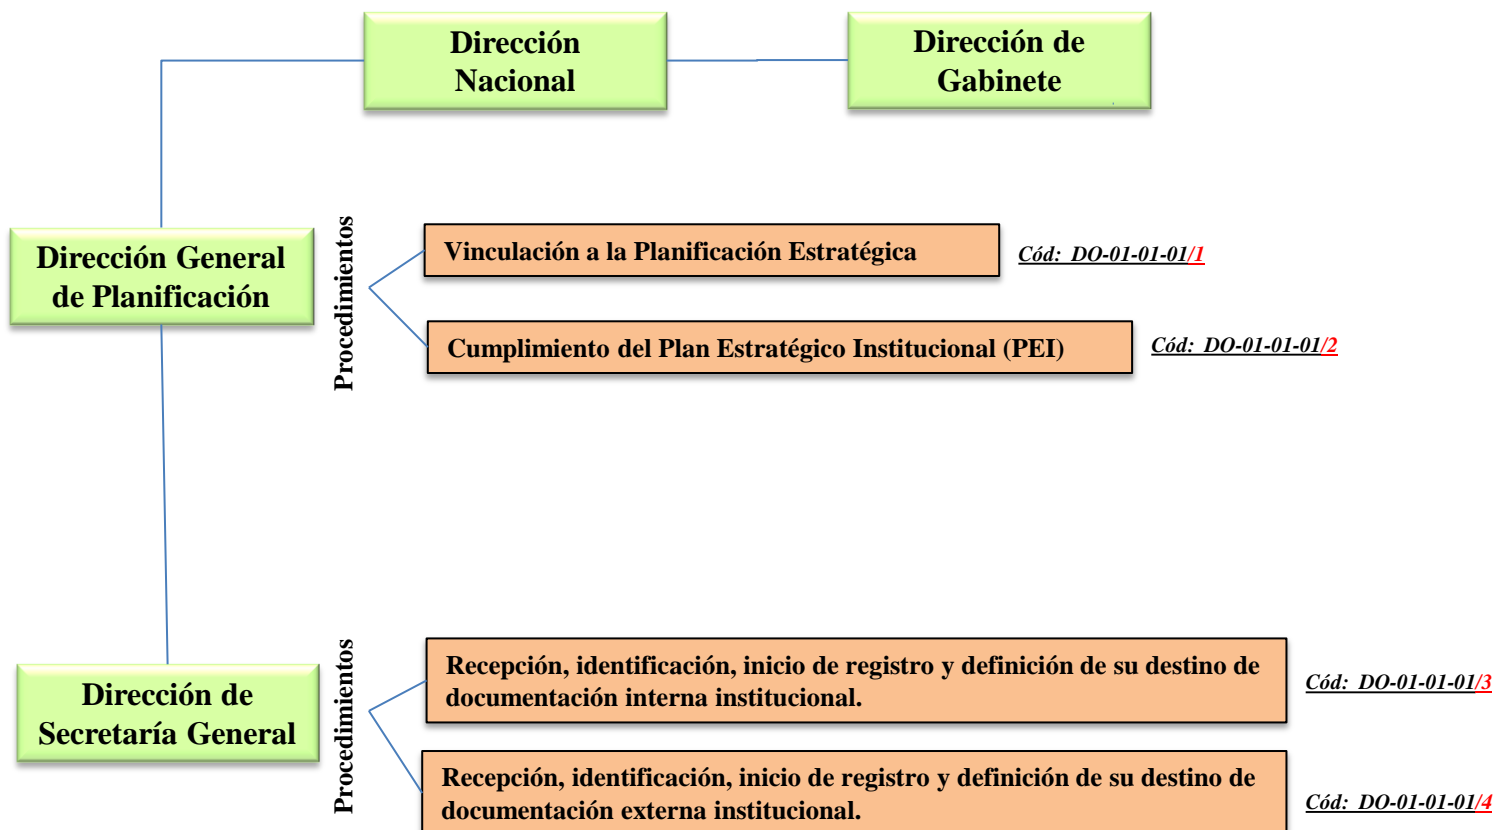 Dirección
Nacional
Dirección de
Gabinete
Dirección General
de Planificación
Procedimientos
Vinculación a la Planificación Estratégica
Cód: DO-01-01-01/1
Cumplimiento del Plan Estratégico Institucional (PEI)
Cód: DO-01-01-01/2
Dirección de
Secretaría General
Procedimientos
Recepción, identificación, inicio de registro y definición de su destino de
documentación interna institucional.
Cód: DO-01-01-01/3
Recepción, identificación, inicio de registro y definición de su destino de
documentación externa institucional.
Cód: DO-01-01-01/4